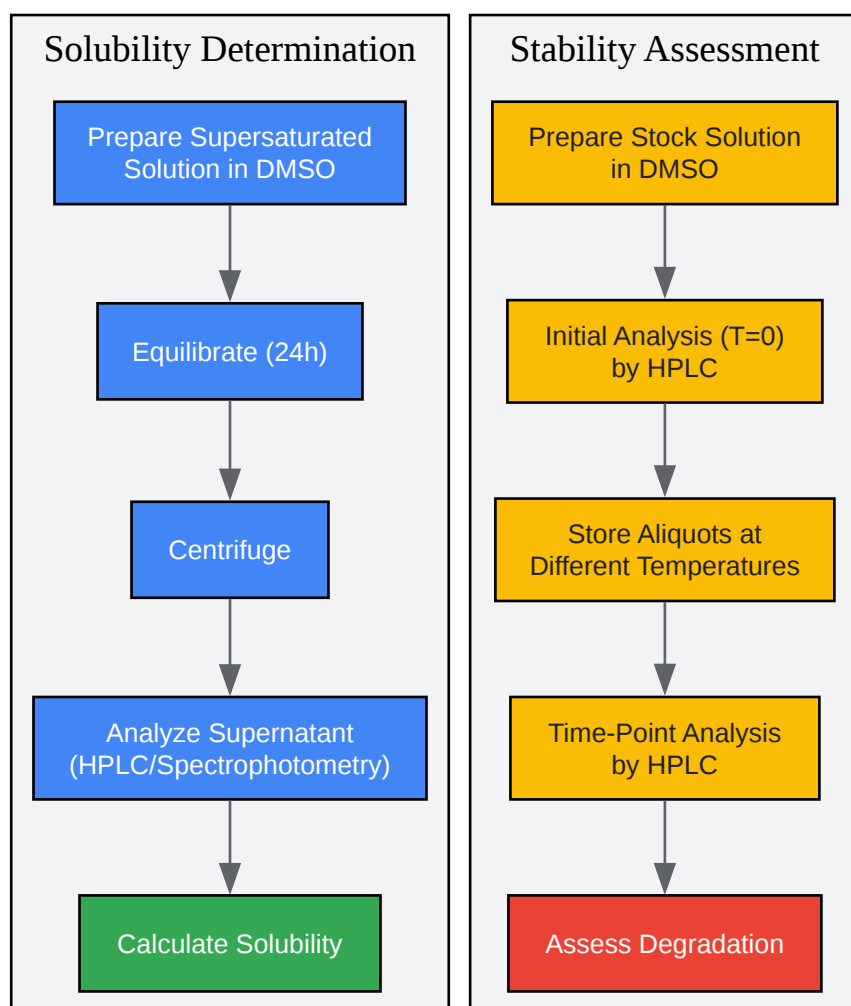 Solubility Determination
Prepare Supersaturated
Solution in DMSO
Equilibrate (24h)
Centrifuge
Analyze Supernatant
(HPLC/Spectrophotometry)
Calculate Solubility
Stability Assessment
Prepare Stock Solution
in DMSO
Initial Analysis (T=0)
by HPLC
Store Aliquots at
Different Temperatures
Time-Point Analysis
by HPLC
Assess Degradation